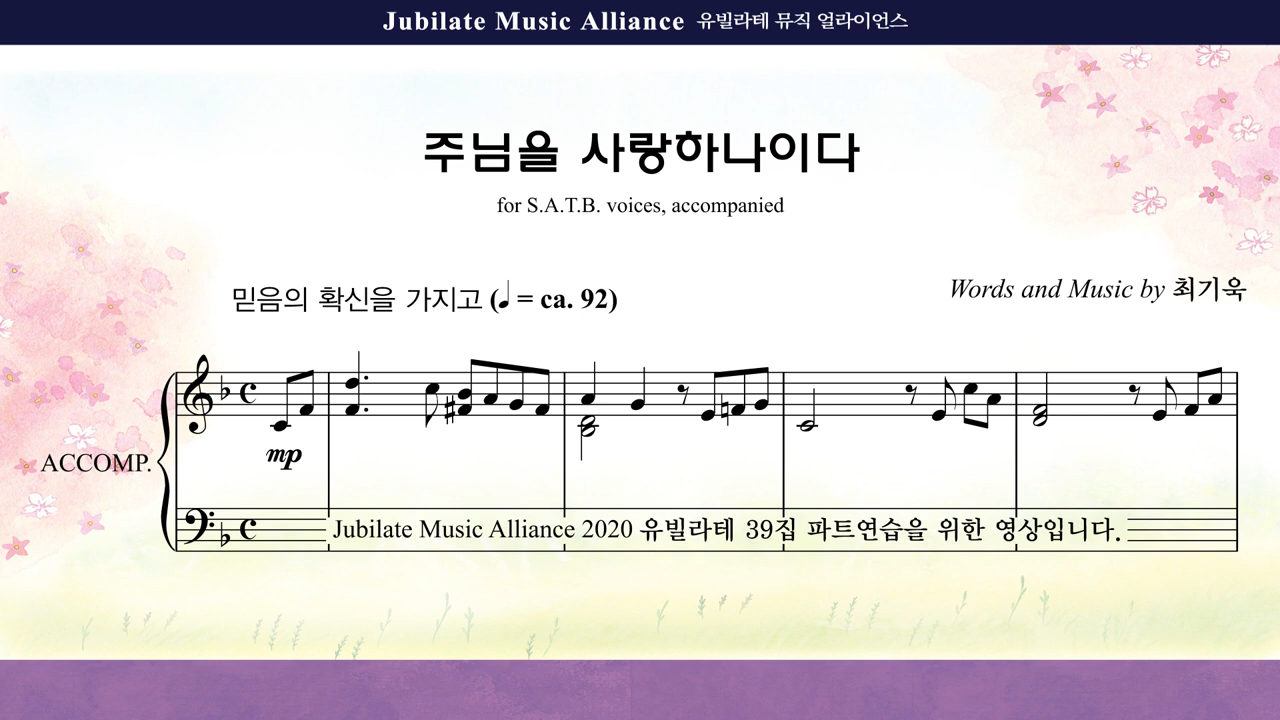 Jubilate Music Alliance 유빌라테 뮤직 얼라이언스
주님을 사랑하나이다
for S.A.T.B. voices, accompanied
믿음의 확신을 가지고 (♩ = ca. 92)
Words and Music by 최기욱
mp
ACCOMP.
Jubilate Music Alliance 2020 유빌라테 39집 파트연습을 위한 영상입니다.